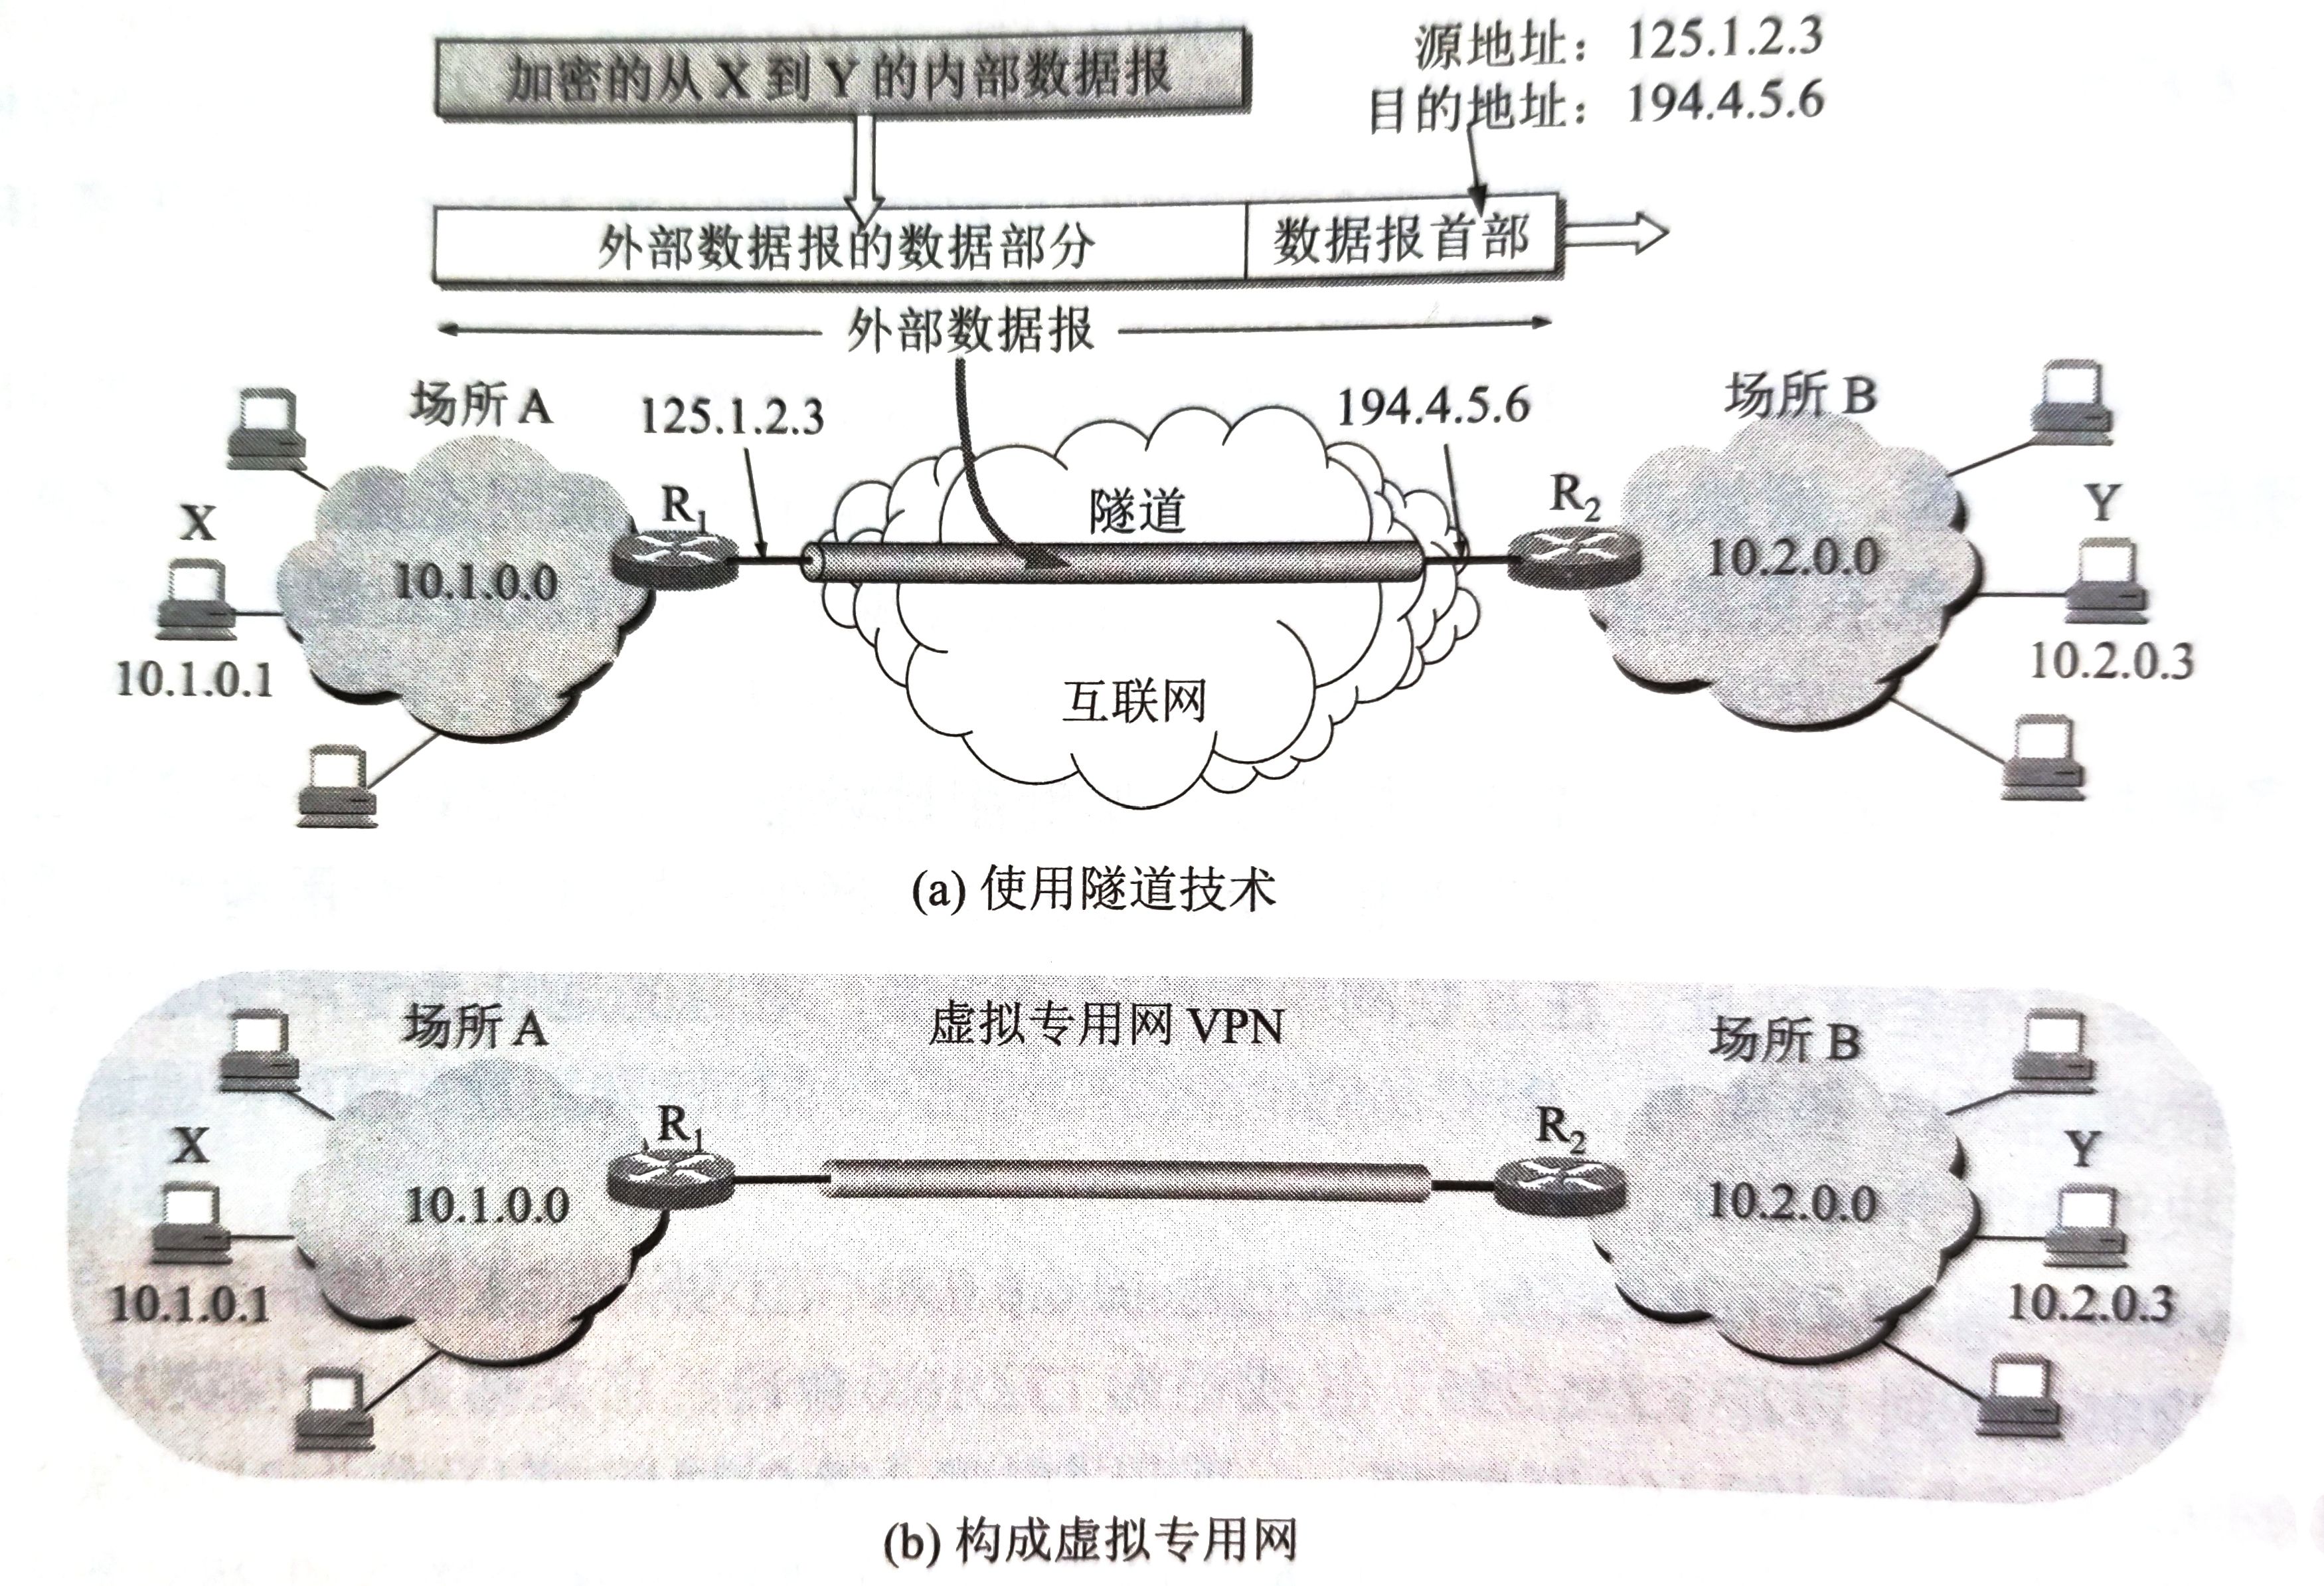 加密的从 X 到 Y 的内部数据报
源地址：125.1.2.3
目的地址：194.4.5.6
外部数据报的数据部分
数据报首部
外部数据报
场所 A
125.1.2.3
194.4.5.6
场所 B
X
R1
隧道
R2
Y
10.1.0.0
10.2.0.0
10.1.0.1
互联网
10.2.0.3
(a) 使用隧道技术
场所 A
虚拟专用网 VPN
场所 B
X
R1
R2
Y
10.1.0.0
10.2.0.0
10.1.0.1
10.2.0.3
(b) 构成虚拟专用网